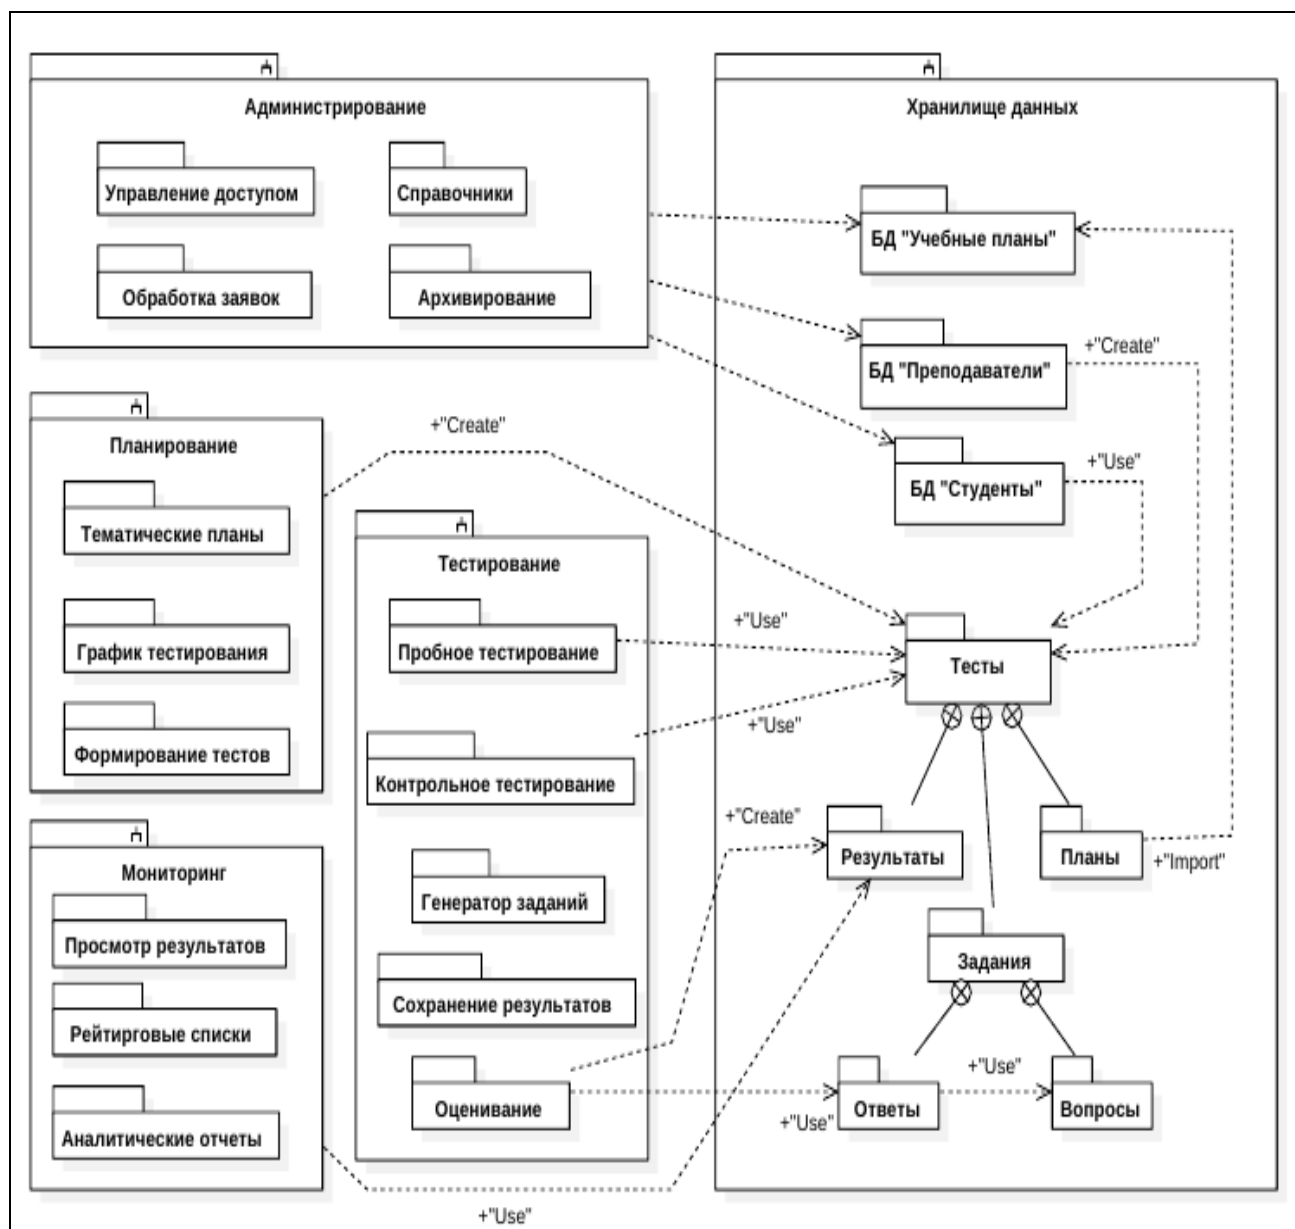 Администрирование
Управление доступом
Справочники
Обработка заявок
Архивирование
Хранилище данных
БД "Учебные планы"
БД "Преподаватели"
+"Create"
БД "Студенты"
+"Use"
Планирование
Тематические планы
График тестирования
Формирование тестов
+"Create"
Тестирование
Пробное тестирование
+"Use"
Контрольное тестирование
+"Use"
Генератор заданий
Сохранение результатов
Оценивание
Тесты
+"Create"
Результаты
Планы
+"Import"
Задания
+"Use"
Ответы
+"Use"
Вопросы
Мониторинг
Просмотр результатов
Рейтирговые списки
Аналитические отчеты
+"Use"